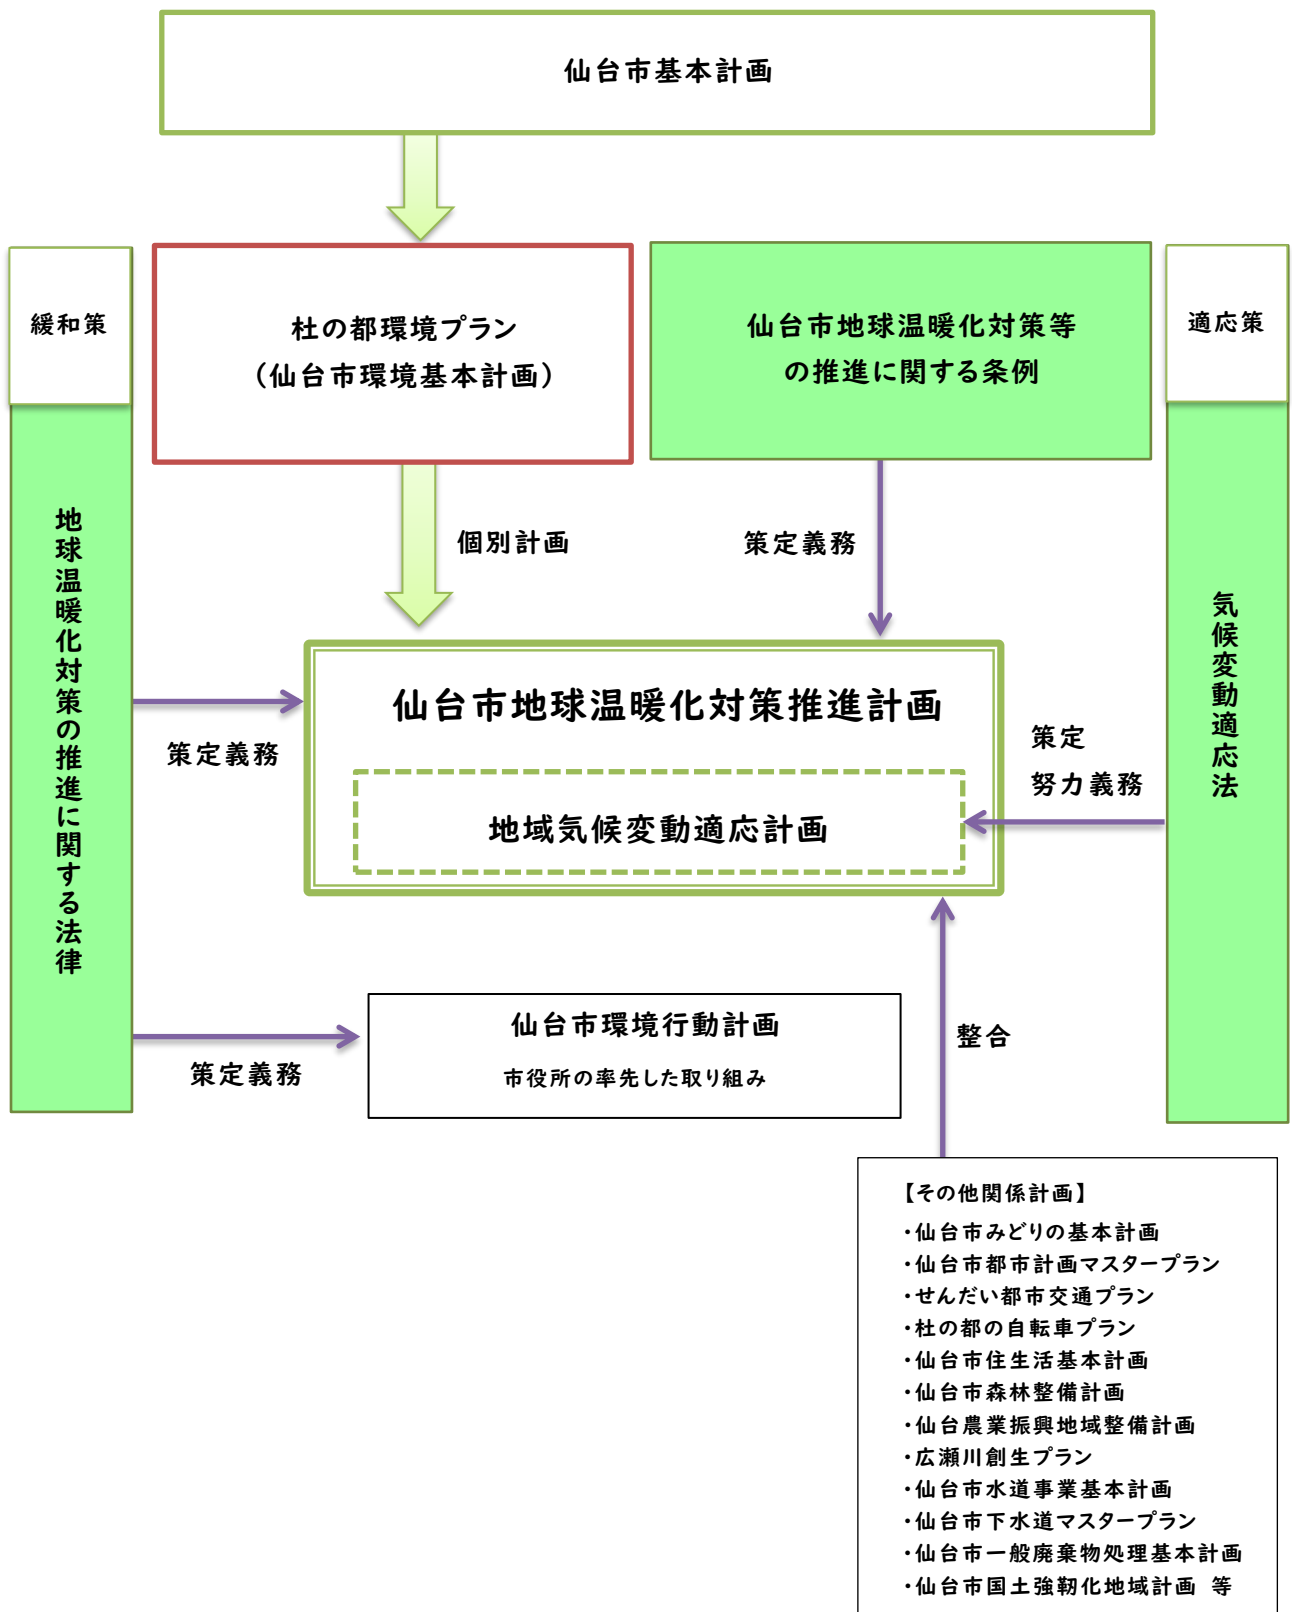 仙台市基本計画
緩和策
杜の都環境プラン
（仙台市環境基本計画）
仙台市地球温暖化対策等
の推進に関する条例
適応策
地球温暖化対策の推進に関する法律
個別計画
策定義務
気候変動適応法
仙台市地球温暖化対策推進計画
策定義務
策定
努力義務
地域気候変動適応計画
仙台市環境行動計画
市役所の率先した取り組み
策定義務
整合
【その他関係計画】
・仙台市みどりの基本計画
・仙台市都市計画マスタープラン
・せんだい都市交通プラン
・杜の都の自転車プラン
・仙台市住生活基本計画
・仙台市森林整備計画
・仙台農業振興地域整備計画
・広瀬川創生プラン
・仙台市水道事業基本計画
・仙台市下水道マスタープラン
・仙台市一般廃棄物処理基本計画
・仙台市国土強靭化地域計画 等